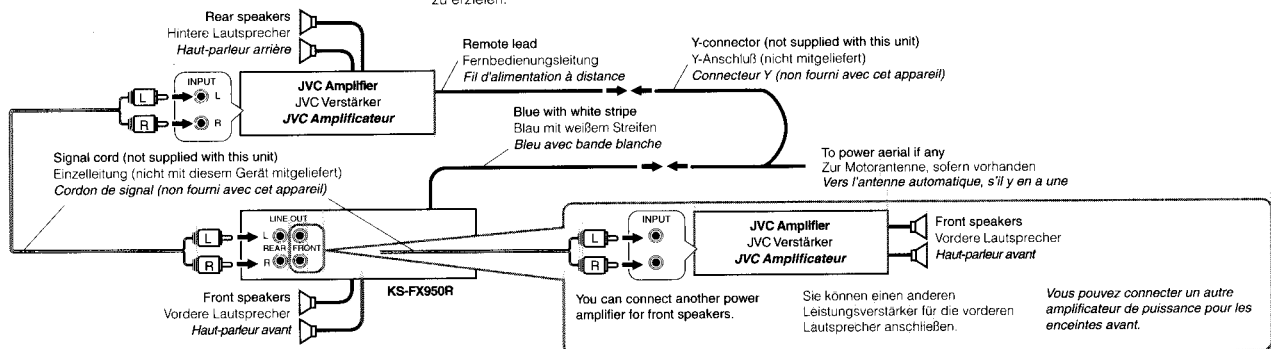 zu erzielen.
Rear speakers
Hintere Lautsprecher
Haut-parleur arrière
INPUT
L
R
L
R
JVC Amplifier
JVC Verstärker
JVC Amplificateur
Remote lead
Fernbedienungsleitung
Fil d'alimentation à distance
Y-connector (not supplied with this unit)
Y-Anschluß (nicht mitgeliefert)
Connecteur Y (non fourni avec cet appareil)
Blue with white stripe
Blau mit weißem Streifen
Bleu avec bande blanche
Signal cord (not supplied with this unit)
Einzelleitung (nicht mit diesem Gerät mitgeliefert)
Cordon de signal (non fourni avec cet appareil)
To power aerial if any
Zur Motorantenne, sofern vorhanden
Vers l'antenne automatique, s'il y en a une
LINE OUT
L
REAR FRONT
R
L
R
KS-FX950R
Front speakers
Vordere Lautsprecher
Haut-parleur avant
INPUT
L
R
JVC Amplifier
JVC Verstärker
JVC Amplificateur
Front speakers
Vordere Lautsprecher
Haut-parleur avant
You can connect another power
amplifier for front speakers.
Sie können einen anderen
Leistungsverstärker für die vorderen
Lautsprecher anschließen.
Vous pouvez connecter un autre
amplificateur de puissance pour les
enceintes avant.